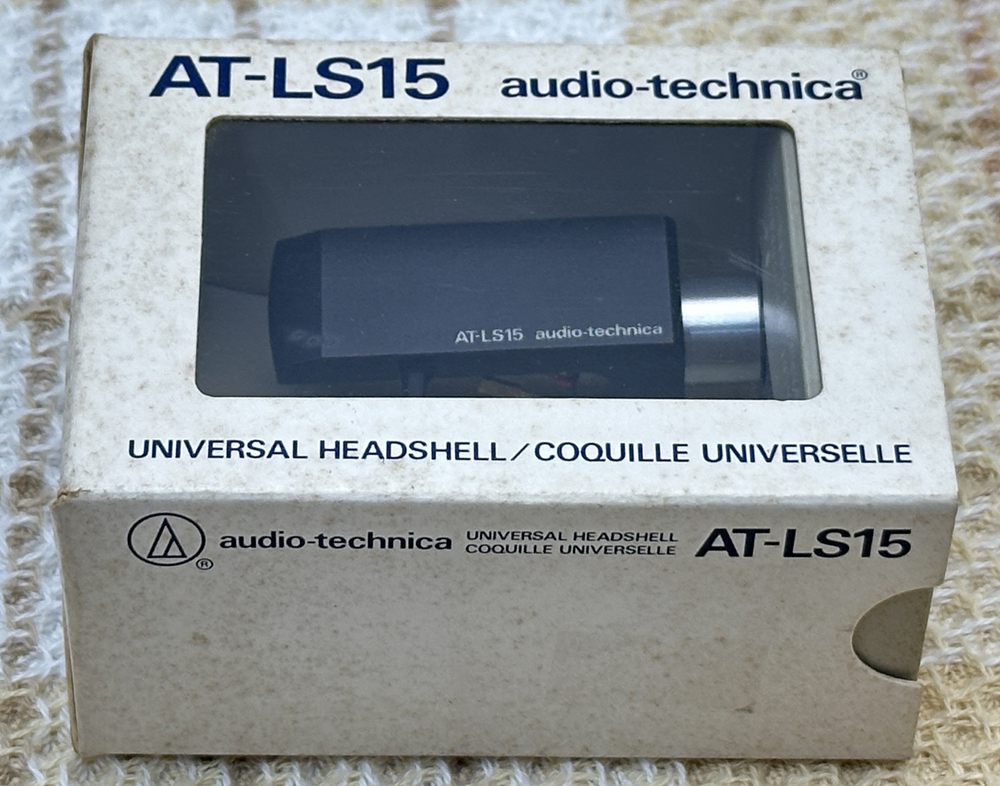 AT-LS15 audio-technica®
AT-LS15 audio-technica
UNIVERSAL HEADSHELL/COQUILLE UNIVERSELLE
audio-technica® UNIVERSAL HEADSHELL AT-LS15
COQUILLE UNIVERSELLE